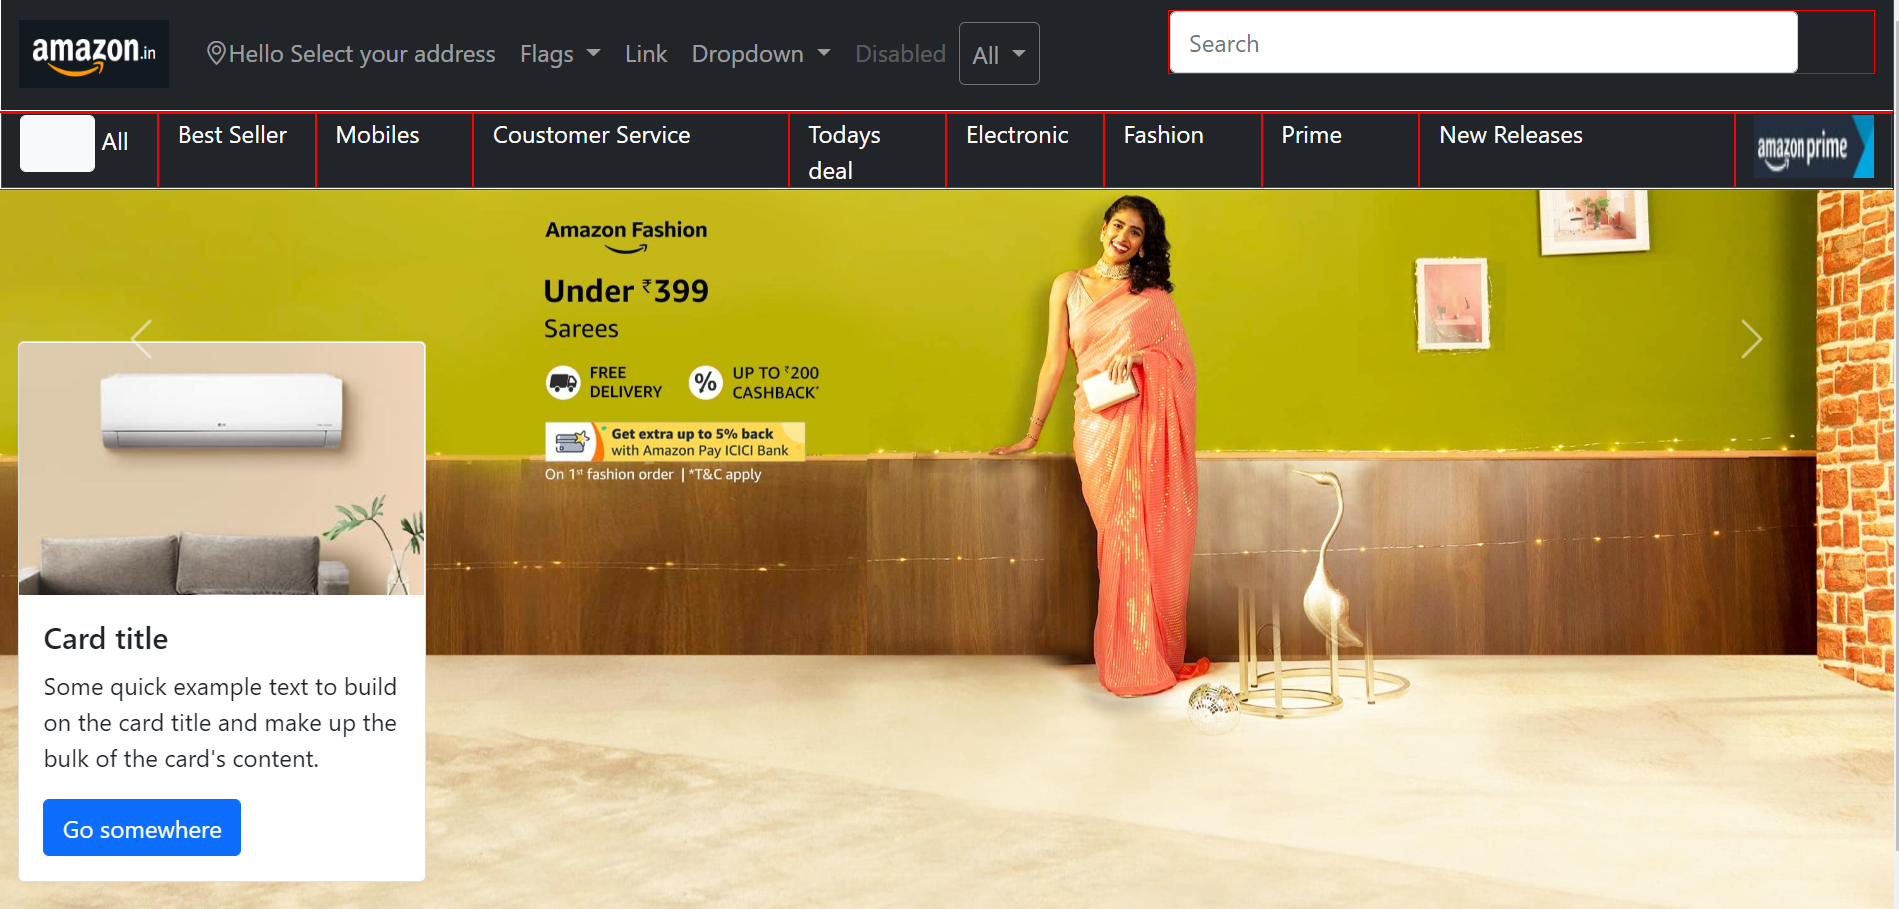 amazon.in
Hello Select your address Flags Link Dropdown Disabled All
Search
All Best Seller Mobiles Coustomer Service Todays deal Electronic Fashion Prime New Releases
amazon prime
Amazon Fashion
Under ₹399
Sarees
FREE DELIVERY
UP TO ₹200 CASHBACK*
Get extra up to 5% back
with Amazon Pay ICICI Bank
On 1st fashion order | *T&C apply
LG
Card title
Some quick example text to build
on the card title and make up the
bulk of the card's content.
Go somewhere